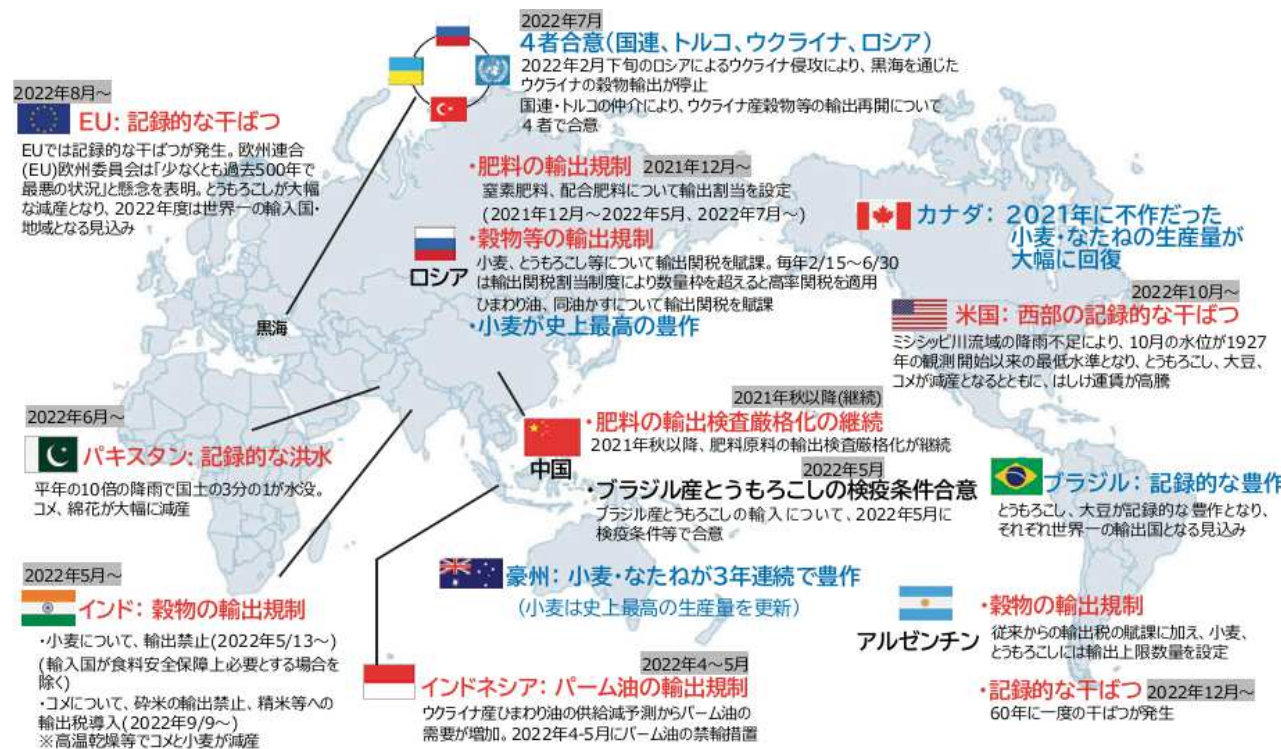 2022年7月
4者合意(国連、トルコ、ウクライナ、ロシア)
2022年2月下旬のロシアによるウクライナ侵攻により、黒海を通じた
ウクライナの穀物輸出が停止
国連・トルコの仲介により、ウクライナ産穀物等の輸出再開について
4者で合意
2022年8月～
EU: 記録的な干ばつ
EUでは記録的な干ばつが発生。欧州連合
(EU)欧州委員会は「少なくとも過去500年で
最悪の状況」と懸念を表明。とうもろこしが大幅
な減産となり、2022年度は世界一の輸入国・
地域となる見込み
・肥料の輸出規制 2021年12月～
窒素肥料、配合肥料について輸出割当を設定
(2021年12月～2022年5月、2022年7月～)
・穀物等の輸出規制
ロシア
小麦、とうもろこし等について輸出関税を賦課。毎年2/15～6/30
は輸出関税割当制度により数量枠を超えると高率関税を適用
ひまわり油、同油かすについて輸出関税を賦課
・小麦が史上最高の豊作
黒海
カナダ: 2021年に不作だった
小麦・なたねの生産量が
大幅に回復
2022年10月～
米国: 西部の記録的な干ばつ
ミシシッピ川流域の降雨不足により、10月の水位が1927
年の観測開始以来の最低水準となり、とうもろこし、大豆、
コメが減産となるとともに、はしけ運賃が高騰
2022年6月～
パキスタン: 記録的な洪水
平年の10倍の降雨で国土の3分の1が水没。
コメ、綿花が大幅に減産
2021年秋以降(継続)
・肥料の輸出検査厳格化の継続
2021年秋以降、肥料原料の輸出検査厳格化が継続
中国
2022年5月
・ブラジル産とうもろこしの検疫条件合意
ブラジル産とうもろこしの輸入について、2022年5月に
検疫条件等で合意
ブラジル: 記録的な豊作
とうもろこし、大豆が記録的な豊作となり、
それぞれ世界一の輸出国となる見込み
2022年5月～
インド: 穀物の輸出規制
・小麦について、輸出禁止(2022年5/13～)
(輸入国が食料安全保障上必要とする場合を
除く)
・コメについて、砕米の輸出禁止、精米等への
輸出税導入(2022年9/9～)
※高温乾燥等でコメと小麦が減産
豪州: 小麦・なたねが3年連続で豊作
(小麦は史上最高の生産量を更新)
2022年4～5月
インドネシア: パーム油の輸出規制
ウクライナ産ひまわり油の供給減予測からパーム油の
需要が増加。2022年4-5月にパーム油の禁輸措置
アルゼンチン
・穀物の輸出規制
従来からの輸出税の賦課に加え、小麦、
とうもろこしには輸出上限数量を設定
・記録的な干ばつ 2022年12月～
60年に一度の干ばつが発生